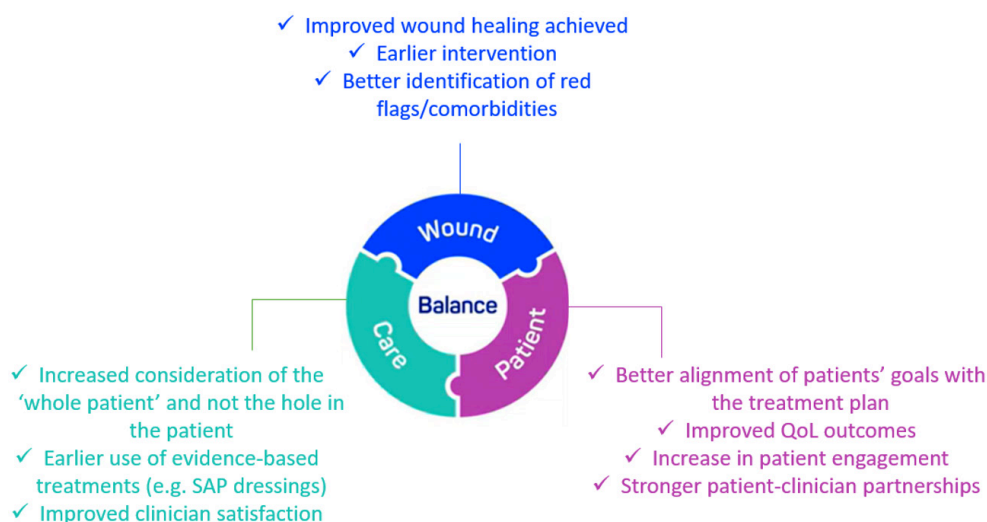 ✓ Improved wound healing achieved
✓ Earlier intervention
✓ Better identification of red
flags/comorbidities
Wound
Balance
Care
Patient
✓ Increased consideration of the
‘whole patient’ and not the hole in
the patient
✓ Earlier use of evidence-based
treatments (e.g. SAP dressings)
✓ Improved clinician satisfaction
✓ Better alignment of patients’ goals with
the treatment plan
✓ Improved QoL outcomes
✓ Increase in patient engagement
✓ Stronger patient-clinician partnerships